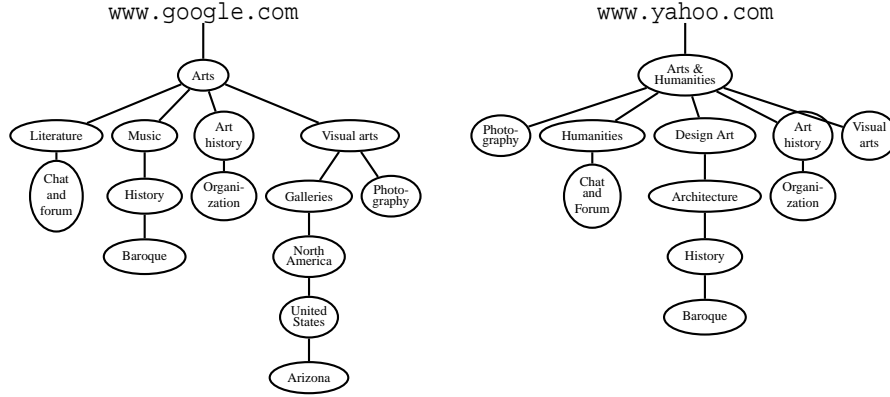 www.google.com
www.yahoo.com
Arts
Arts &
Humanities
Literature
Music
Art
history
Visual arts
Photo-
graphy
Humanities
Design Art
Art
history
Visual
arts
Chat
and
forum
History
Organi-
zation
Galleries
Photo-
graphy
Chat
and
Forum
Architecture
Organi-
zation
Baroque
North
America
History
United
States
Baroque
Arizona